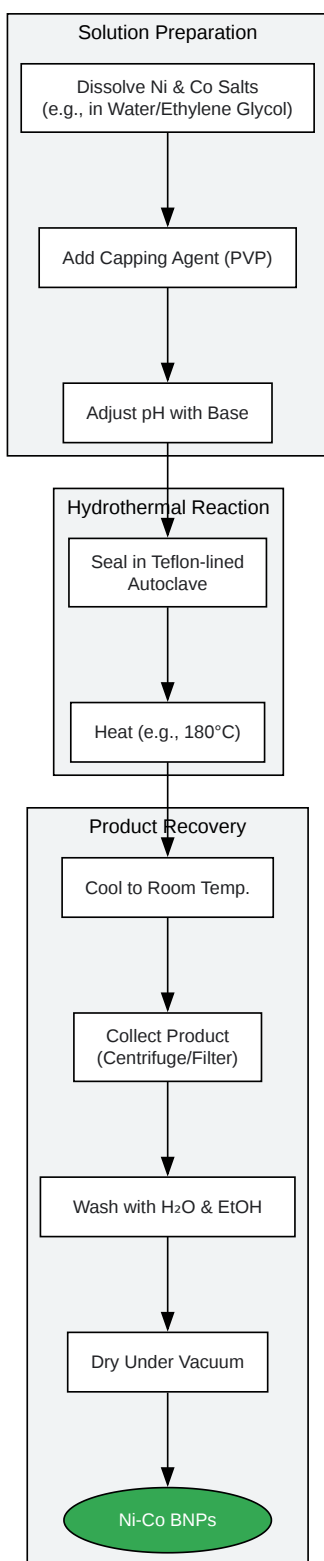 Solution Preparation
Dissolve Ni & Co Salts
(e.g., in Water/Ethylene Glycol)
Add Capping Agent (PVP)
Adjust pH with Base
Hydrothermal Reaction
Seal in Teflon-lined
Autoclave
Heat (e.g., 180°C)
Product Recovery
Cool to Room Temp.
Collect Product
(Centrifuge/Filter)
Wash with H₂O & EtOH
Dry Under Vacuum
Ni-Co BNPs